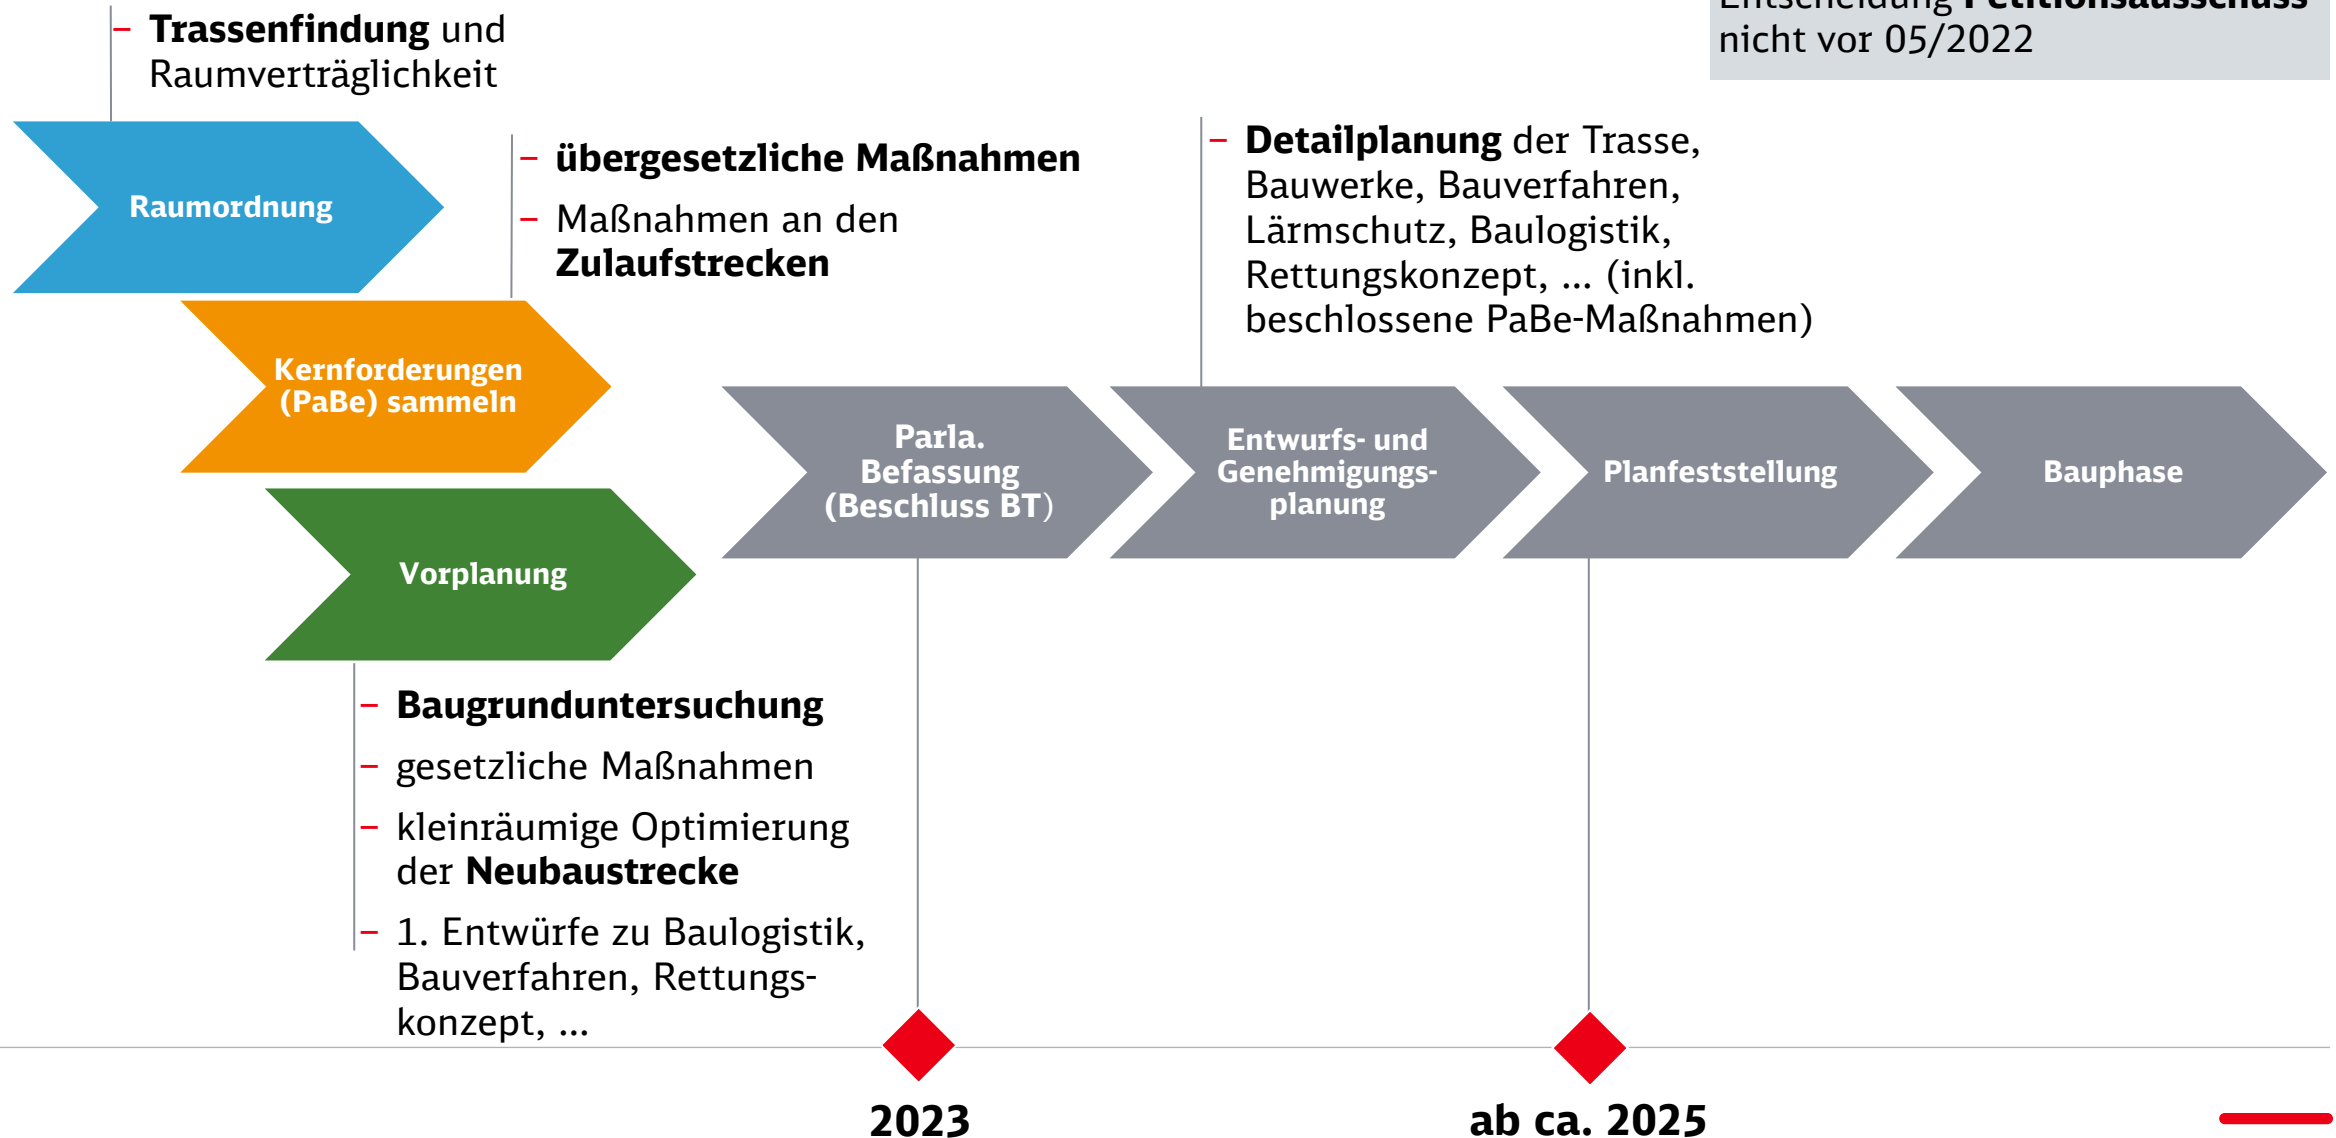 – Trassenfindung und
Raumverträglichkeit
Entscheidung Petitionsausschuss
nicht vor 05/2022
Raumordnung
– übergesetzliche Maßnahmen
– Maßnahmen an den
Zulaufstrecken
– Detailplanung der Trasse,
Bauwerke, Bauverfahren,
Lärmschutz, Baulogistik,
Rettungskonzept, ... (inkl.
beschlossene PaBe-Maßnahmen)
Kernforderungen
(PaBe) sammeln
Vorplanung
Parla.
Befassung
(Beschluss BT)
Entwurfs- und
Genehmigungs-
planung
Planfeststellung
Bauphase
– Baugrunduntersuchung
– gesetzliche Maßnahmen
– kleinräumige Optimierung
der Neubaustrecke
– 1. Entwürfe zu Baulogistik,
Bauverfahren, Rettungs-
konzept, ...
2023
ab ca. 2025